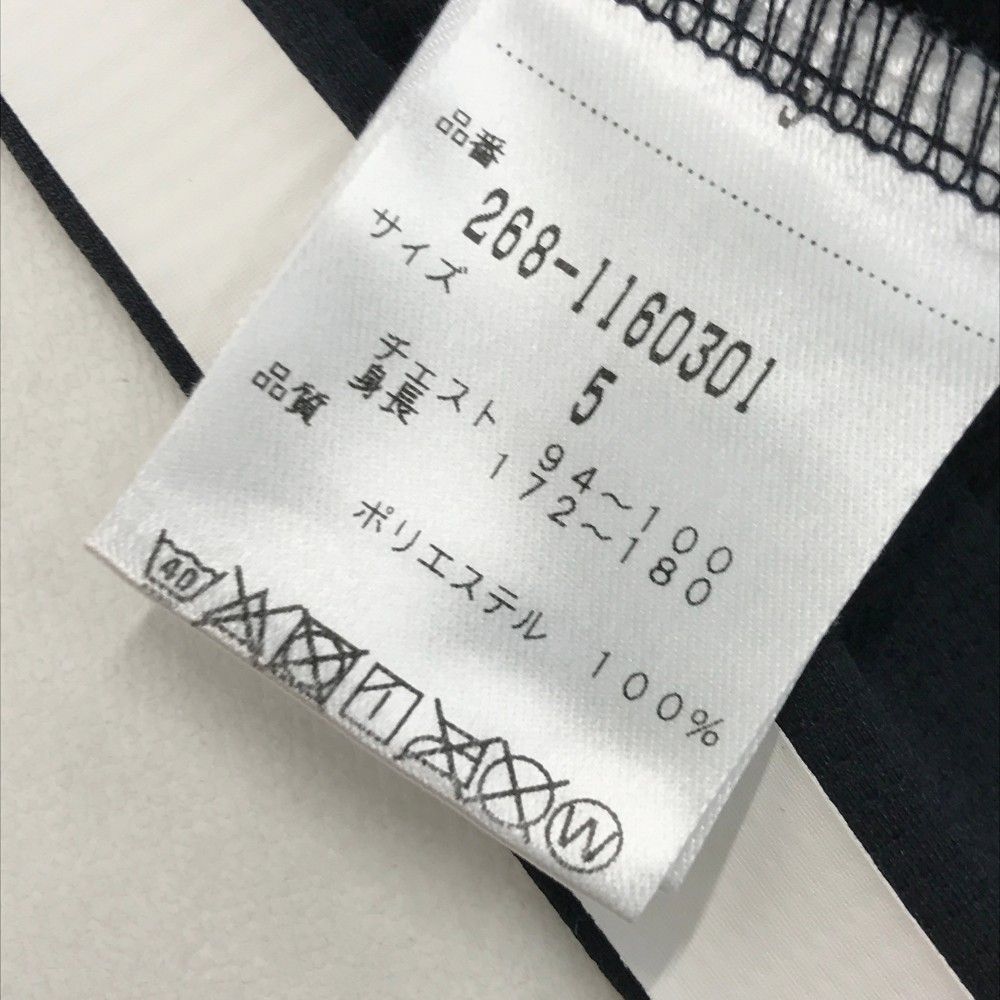 品番
268-1160301
サイズ
5
チェスト 94～100
身長 172～180
品質
ポリエステル 100%
40
W